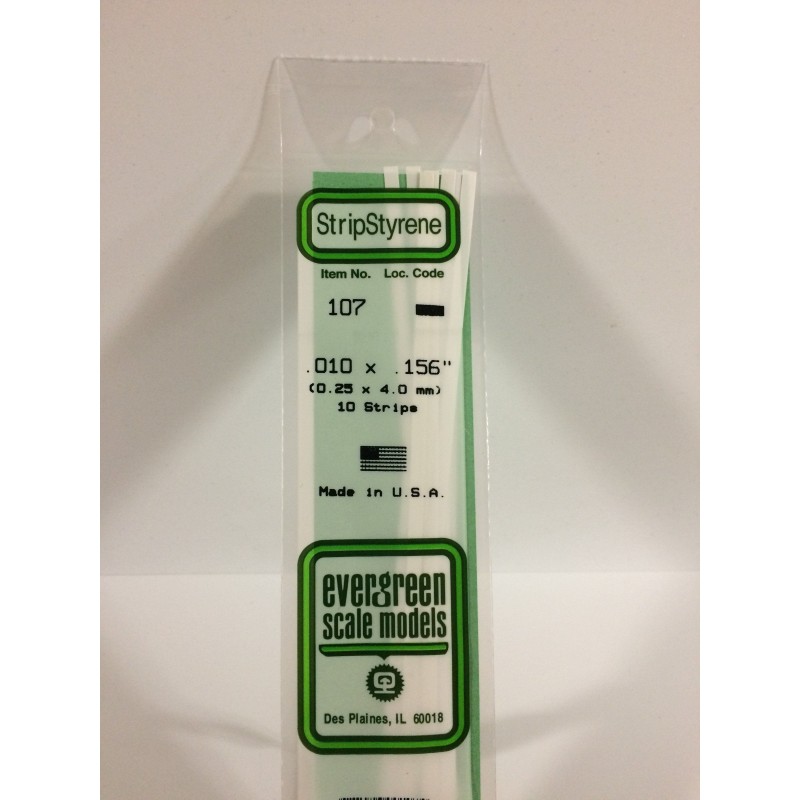 StripStyrene
Item No. Loc. Code
107
.010 x .156"
(0.25 x 4.0 mm)
10 Strips
Made in U.S.A.
evergreen
scale models
Des Plaines, IL 60018